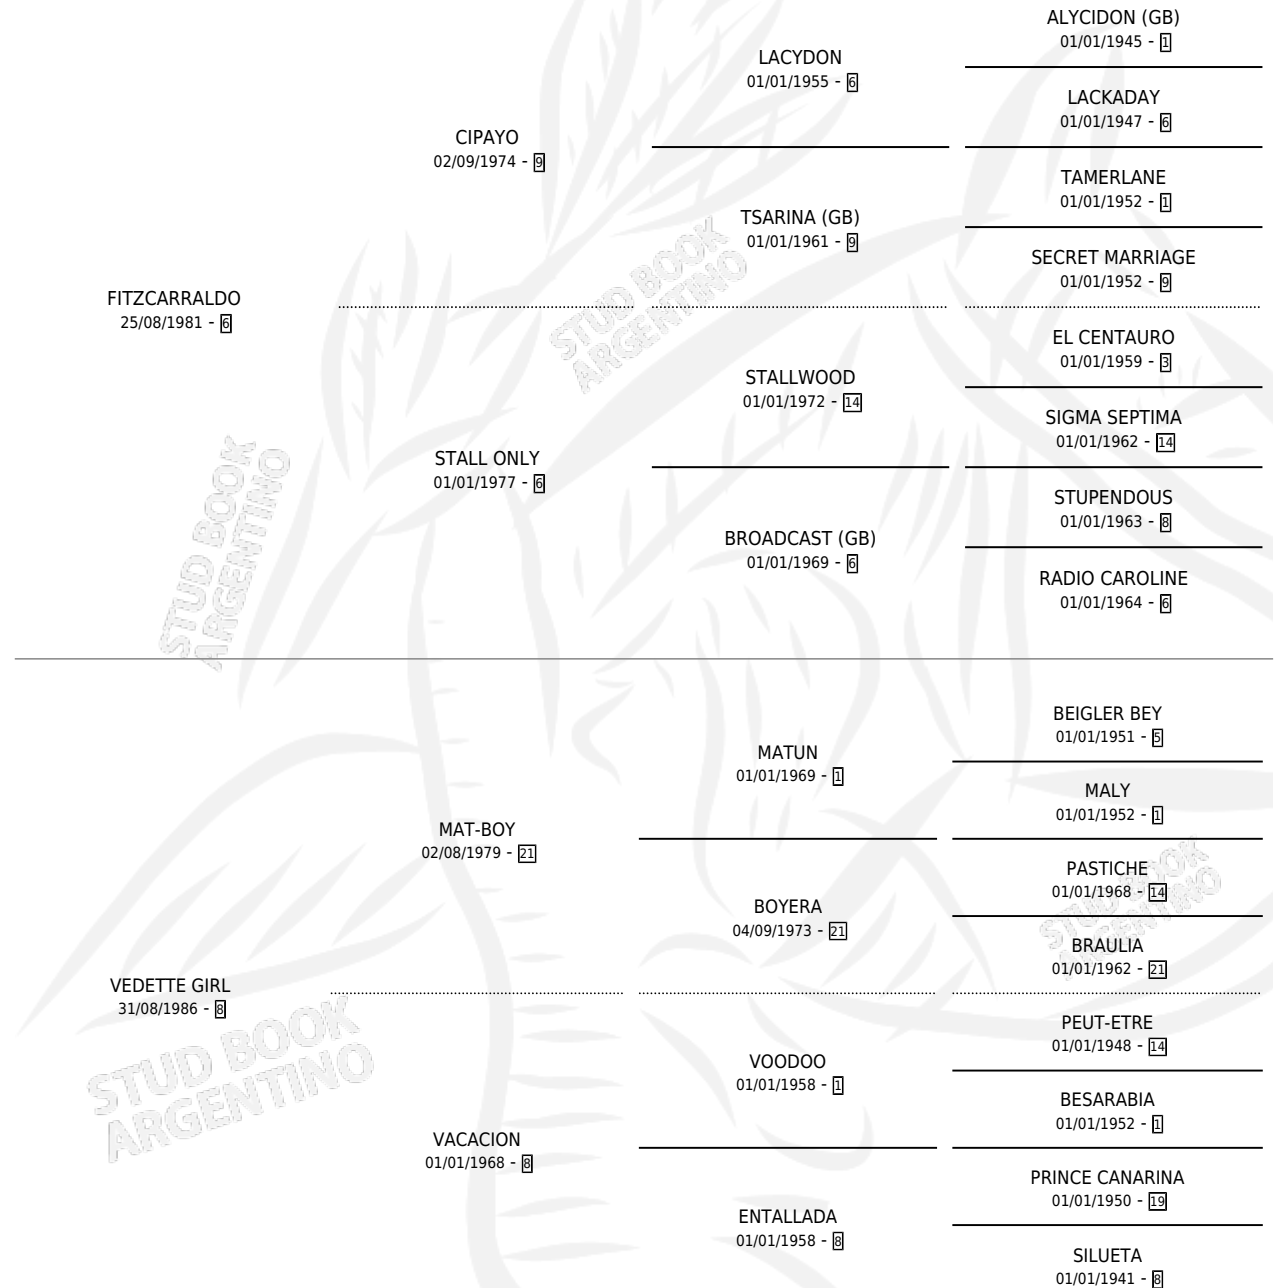 ALYCIDON (GB)
01/01/1945 - 1
LACYDON
01/01/1955 - 6
LACKADAY
01/01/1947 - 6
CIPAYO
02/09/1974 - 9
TAMERLANE
01/01/1952 - 1
TSARINA (GB)
01/01/1961 - 9
SECRET MARRIAGE
01/01/1952 - 9
FITZCARRALDO
25/08/1981 - 6
EL CENTAURO
01/01/1959 - 3
STALLWOOD
01/01/1972 - 14
SIGMA SEPTIMA
01/01/1962 - 14
STALL ONLY
01/01/1977 - 6
STUPENDOUS
01/01/1963 - 8
BROADCAST (GB)
01/01/1969 - 6
RADIO CAROLINE
01/01/1964 - 6
STUD BOOK
ARGENTINO
STUD BOOK
ARGENTINO
BEIGLER BEY
01/01/1951 - 5
MATUN
01/01/1969 - 1
MALY
01/01/1952 - 1
MAT-BOY
02/08/1979 - 21
PASTICHE
01/01/1968 - 14
BOYERA
04/09/1973 - 21
BRAULIA
01/01/1962 - 21
VEDETTE GIRL
31/08/1986 - 8
PEUT-ETRE
01/01/1948 - 14
VOODOO
01/01/1958 - 1
BESARABIA
01/01/1952 - 1
VACACION
01/01/1968 - 8
PRINCE CANARINA
01/01/1950 - 19
ENTALLADA
01/01/1958 - 8
SILUETA
01/01/1941 - 8
STUD BOOK
ARGENTINO
STUD BOOK
ARGENTINO